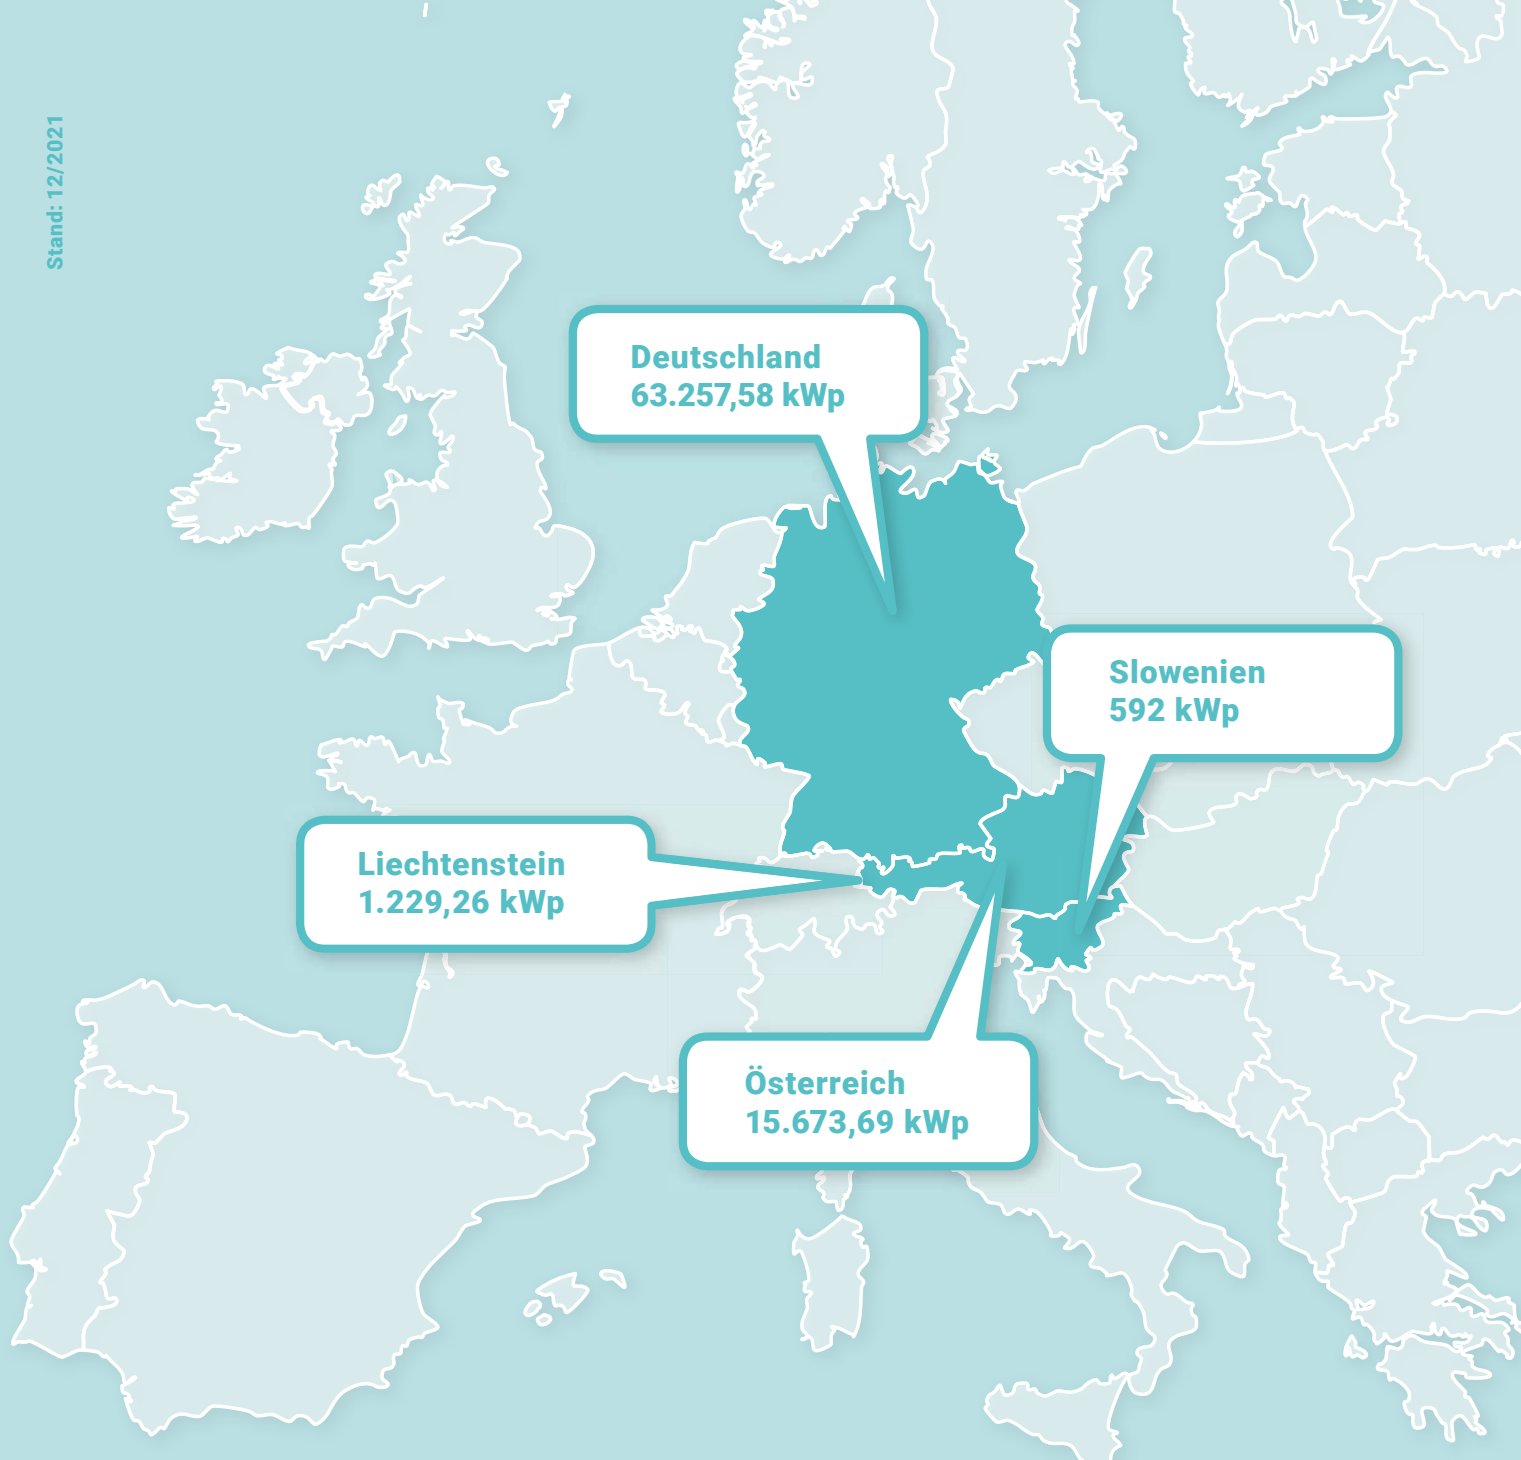 Stand: 12/2021
Deutschland
63.257,58 kWp
Slowenien
592 kWp
Liechtenstein
1.229,26 kWp
Österreich
15.673,69 kWp